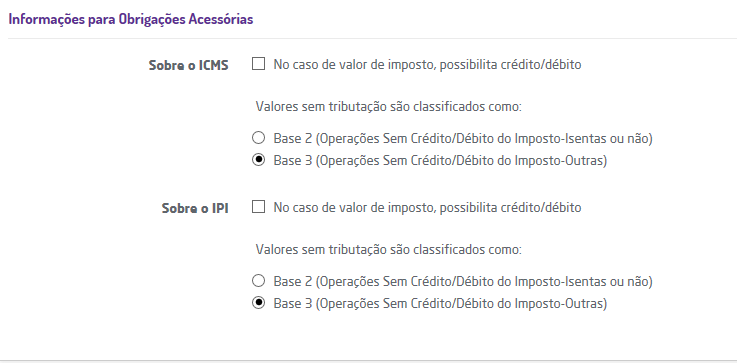 Informações para Obrigações Acessórias
Sobre o ICMS No caso de valor de imposto, possibilita crédito/débito
Valores sem tributação são classificados como:
Base 2 (Operações Sem Crédito/Débito do Imposto-Isentas ou não)
Base 3 (Operações Sem Crédito/Débito do Imposto-Outras)
Sobre o IPI No caso de valor de imposto, possibilita crédito/débito
Valores sem tributação são classificados como:
Base 2 (Operações Sem Crédito/Débito do Imposto-Isentas ou não)
Base 3 (Operações Sem Crédito/Débito do Imposto-Outras)